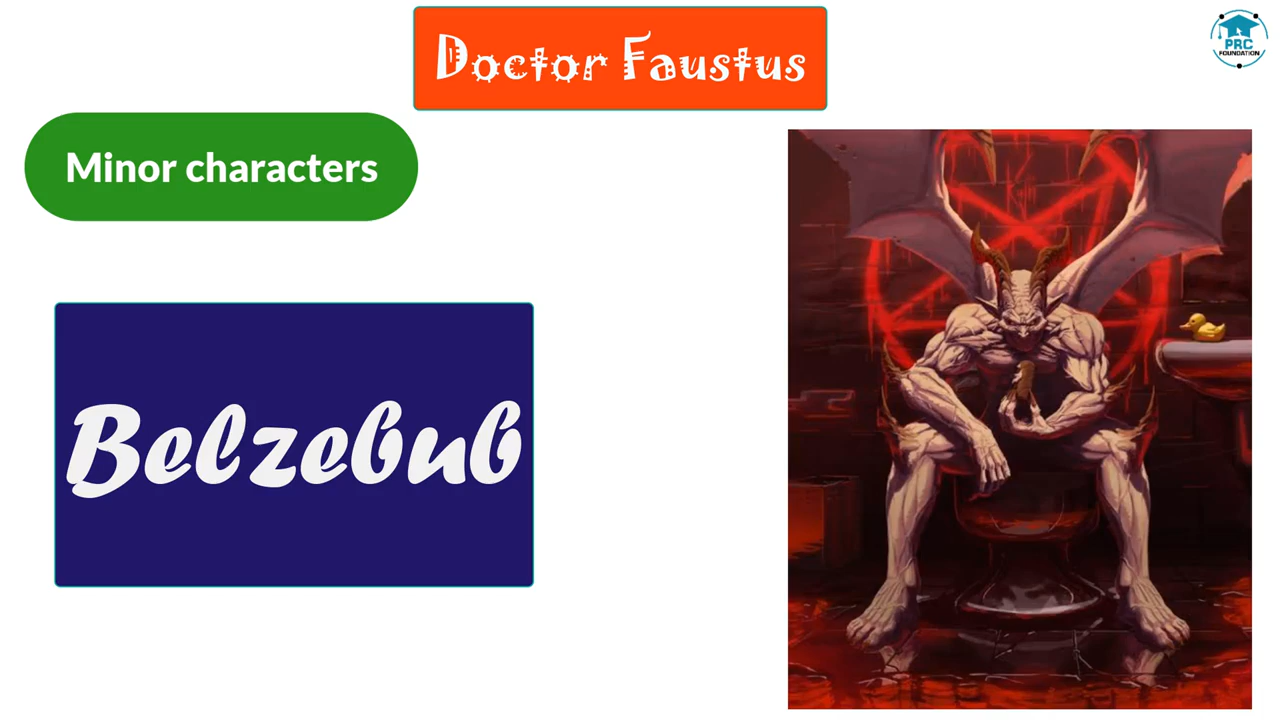 Doctor Faustus
PRC
FOUNDATION
Minor characters
Belzebub